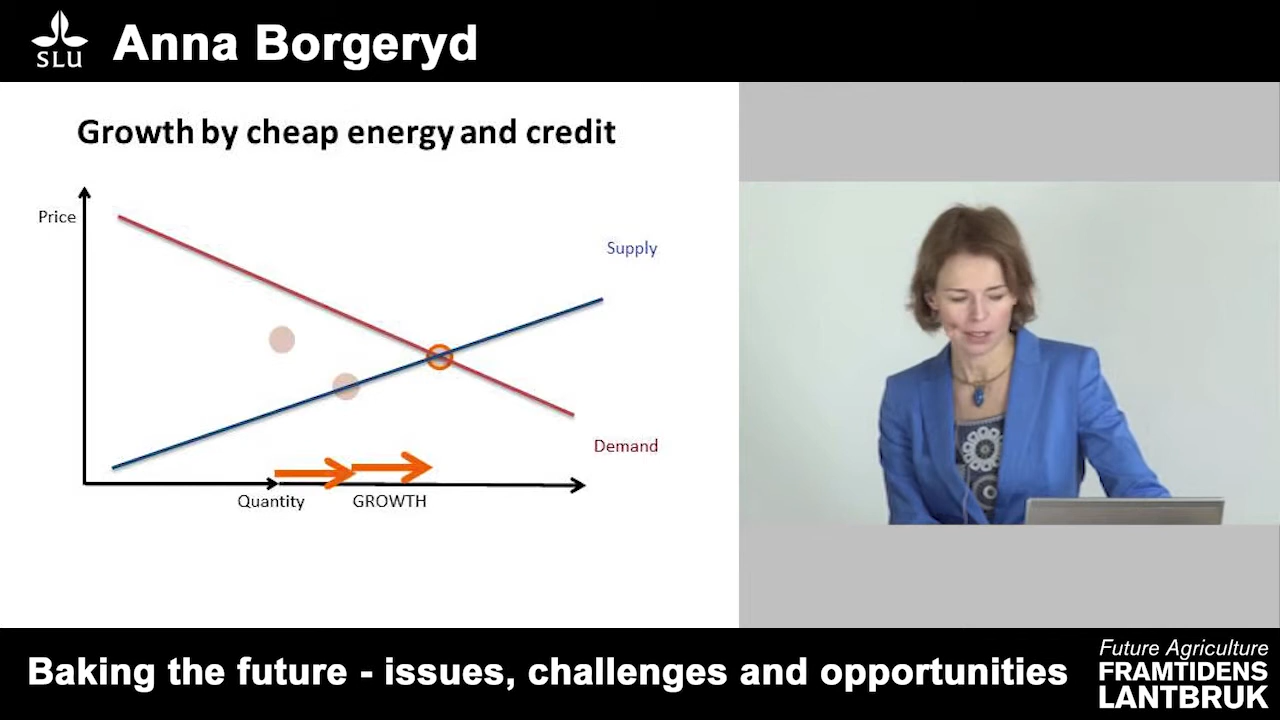 SLU
Anna Borgeryd
Growth by cheap energy and credit
Price
Supply
Demand
Quantity
GROWTH
Baking the future - issues, challenges and opportunities
Future Agriculture
FRAMTIDENS
LANTBRUK